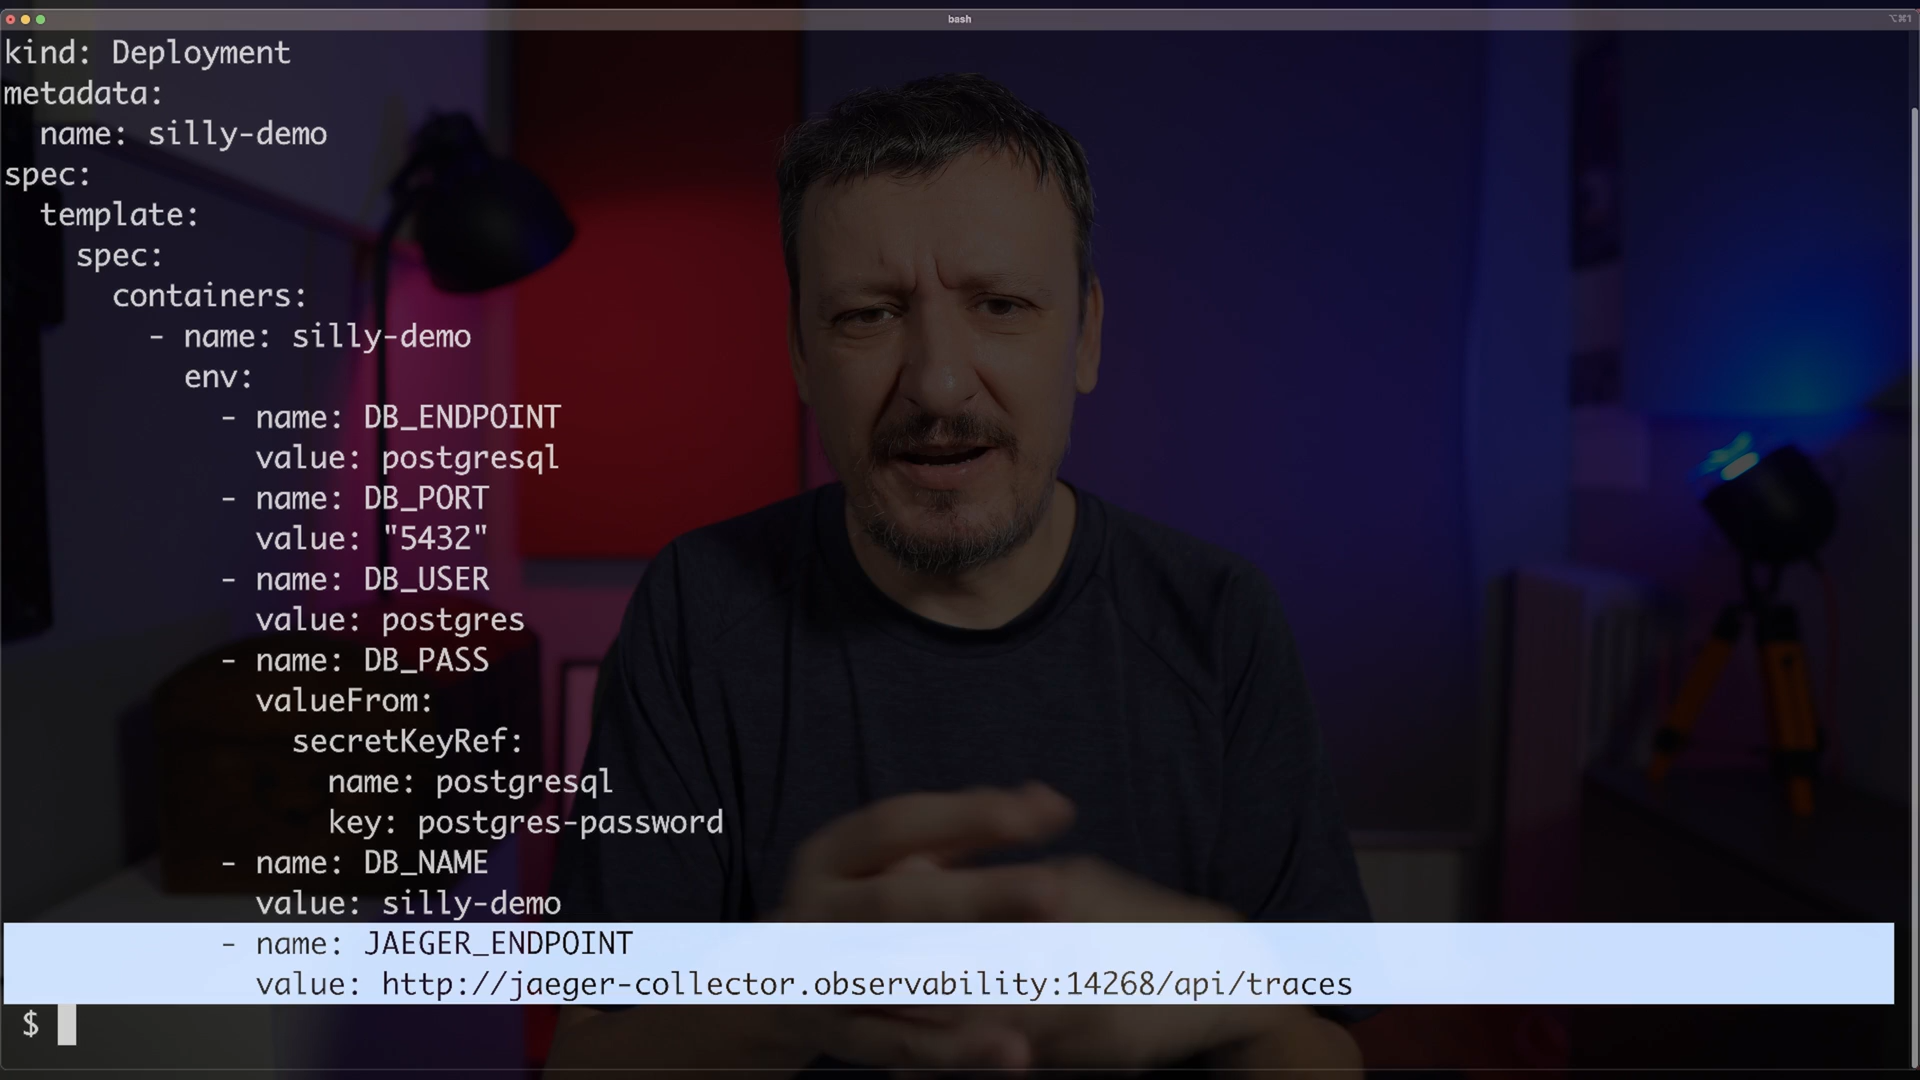 bash
⌥⌘1
kind: Deployment
metadata:
  name: silly-demo
spec:
  template:
    spec:
      containers:
        - name: silly-demo
          env:
            - name: DB_ENDPOINT
              value: postgresql
            - name: DB_PORT
              value: "5432"
            - name: DB_USER
              value: postgres
            - name: DB_PASS
              valueFrom:
                secretKeyRef:
                  name: postgresql
                  key: postgres-password
            - name: DB_NAME
              value: silly-demo
            - name: JAEGER_ENDPOINT
              value: http://jaeger-collector.observability:14268/api/traces
$